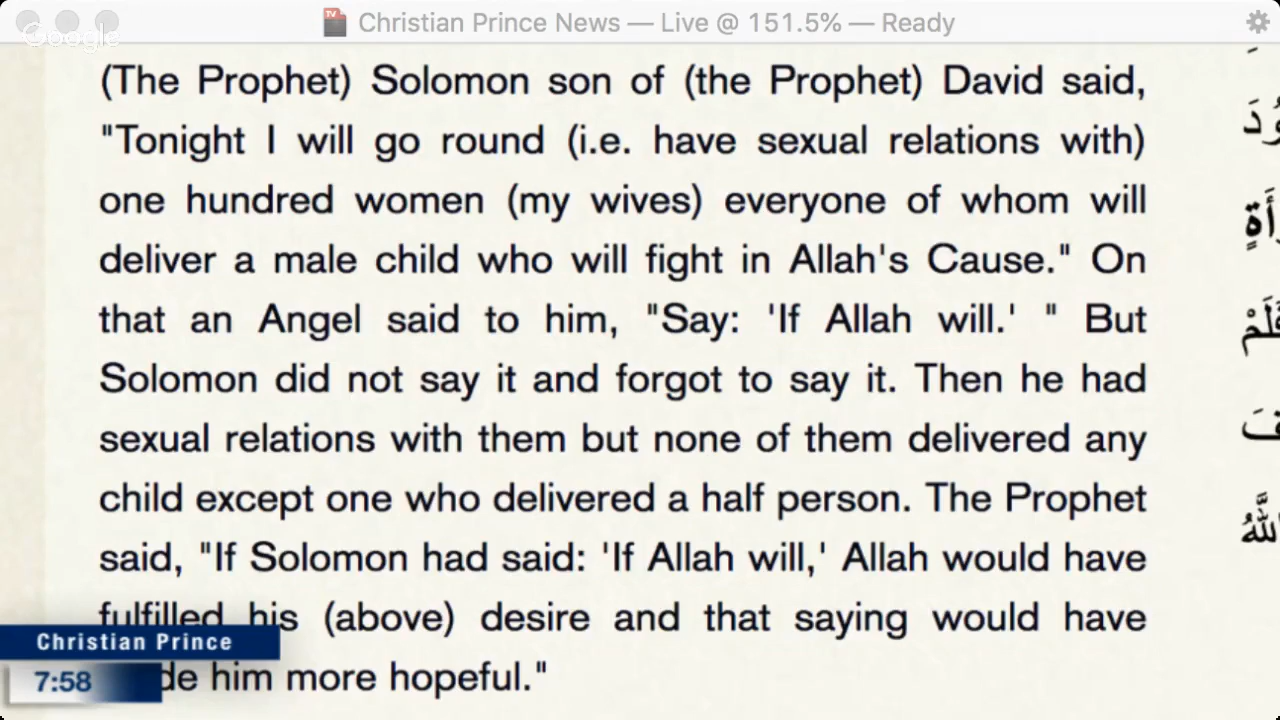 Christian Prince News — Live @ 151.5% — Ready
Google
(The Prophet) Solomon son of (the Prophet) David said,
"Tonight I will go round (i.e. have sexual relations with)
one hundred women (my wives) everyone of whom will
deliver a male child who will fight in Allah's Cause." On
that an Angel said to him, "Say: 'If Allah will.' " But
Solomon did not say it and forgot to say it. Then he had
sexual relations with them but none of them delivered any
child except one who delivered a half person. The Prophet
said, "If Solomon had said: 'If Allah will,' Allah would have
fulfilled his (above) desire and that saying would have
de him more hopeful."
Christian Prince
7:58